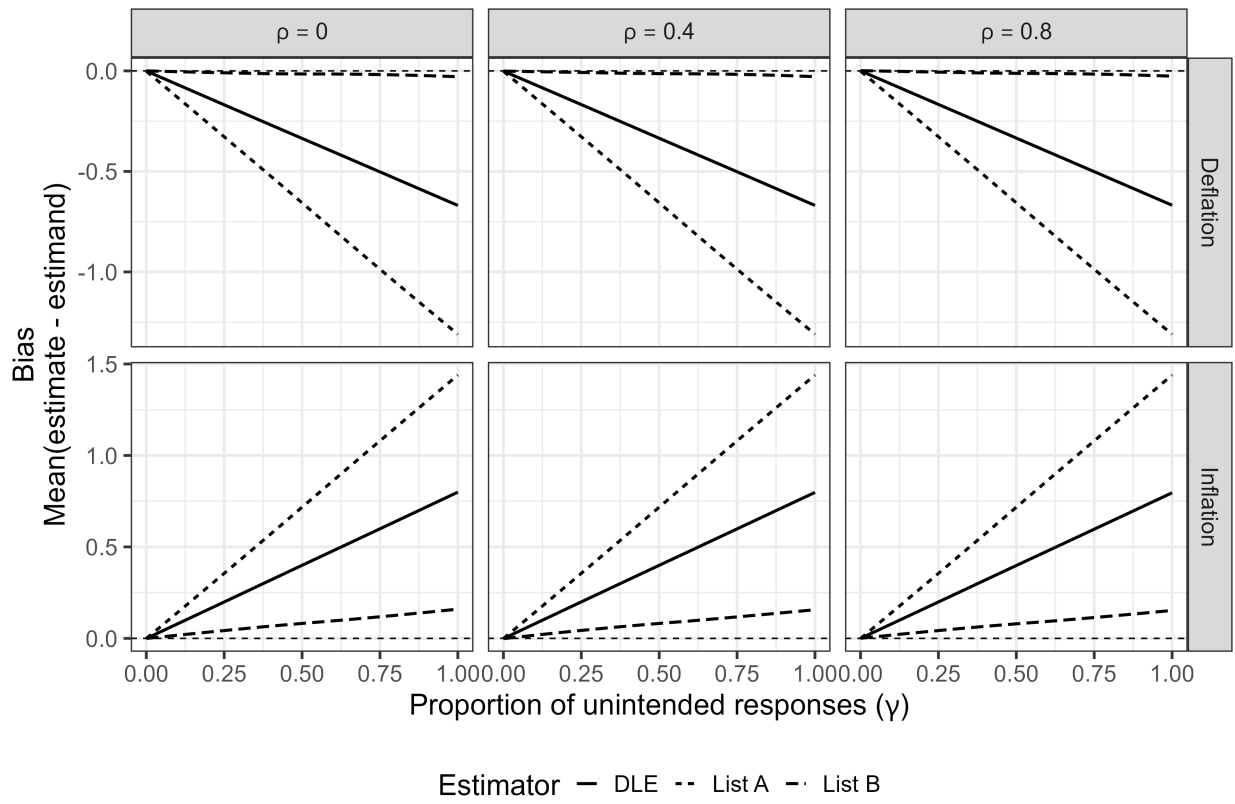 ρ = 0 ρ = 0.4 ρ = 0.8
0.0
-0.5
-1.0
Deflation
Bias
Mean(estimate - estimand)
1.5
1.0
0.5
0.0
Inflation
0.00 0.25 0.50 0.75 1.00 0.00 0.25 0.50 0.75 1.00 0.00 0.25 0.50 0.75 1.00
Proportion of unintended responses (γ)
Estimator DLE List A List B